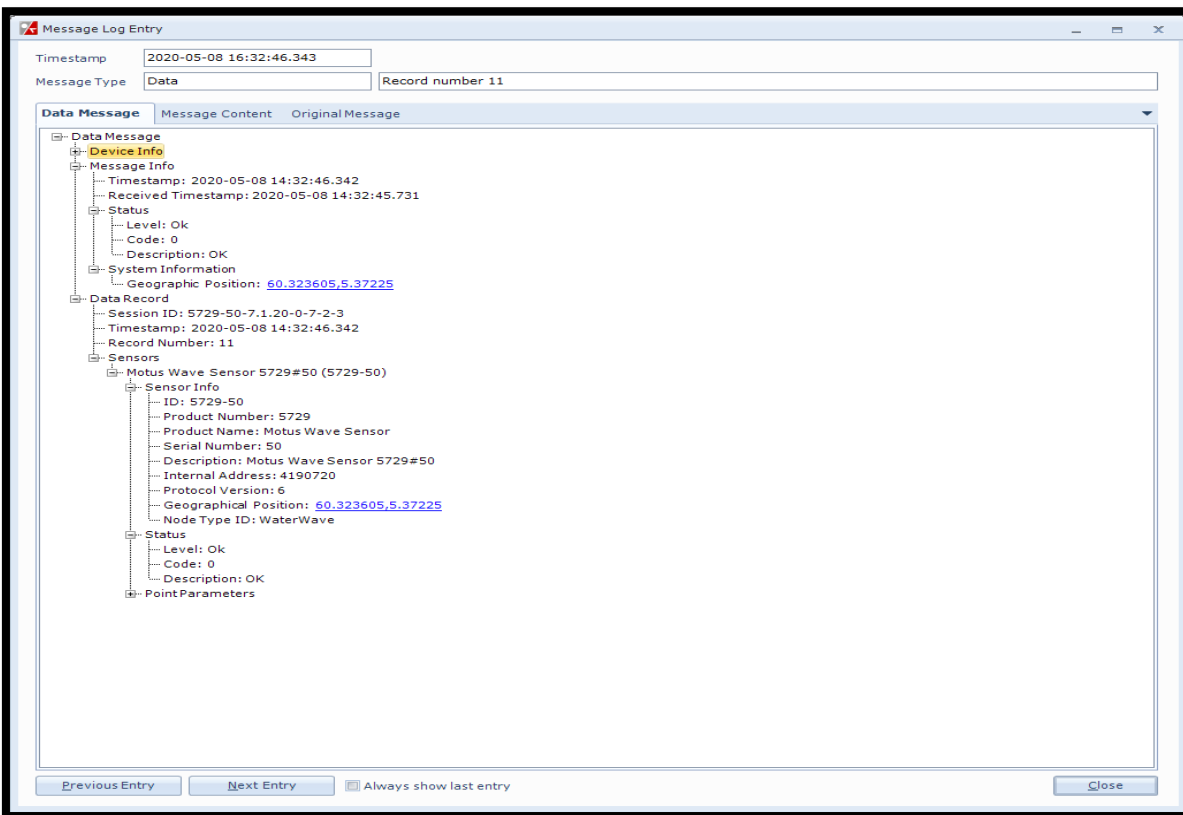 Message Log Entry
Timestamp 2020-05-08 16:32:46.343
Message Type Data Record number 11
Data Message Message Content Original Message
Data Message
Device Info
Message Info
Timestamp: 2020-05-08 14:32:46.342
Received Timestamp: 2020-05-08 14:32:45.731
Status
Level: Ok
Code: 0
Description: OK
System Information
Geographic Position: 60.323605,5.37225
Data Record
Session ID: 5729-50-7.1.20-0-7-2-3
Timestamp: 2020-05-08 14:32:46.342
Record Number: 11
Sensors
Motus Wave Sensor 5729#50 (5729-50)
Sensor Info
ID: 5729-50
Product Number: 5729
Product Name: Motus Wave Sensor
Serial Number: 50
Description: Motus Wave Sensor 5729#50
Internal Address: 4190720
Protocol Version: 6
Geographical Position: 60.323605,5.37225
Node Type ID: WaterWave
Status
Level: Ok
Code: 0
Description: OK
Point Parameters
Previous Entry Next Entry Always show last entry Close